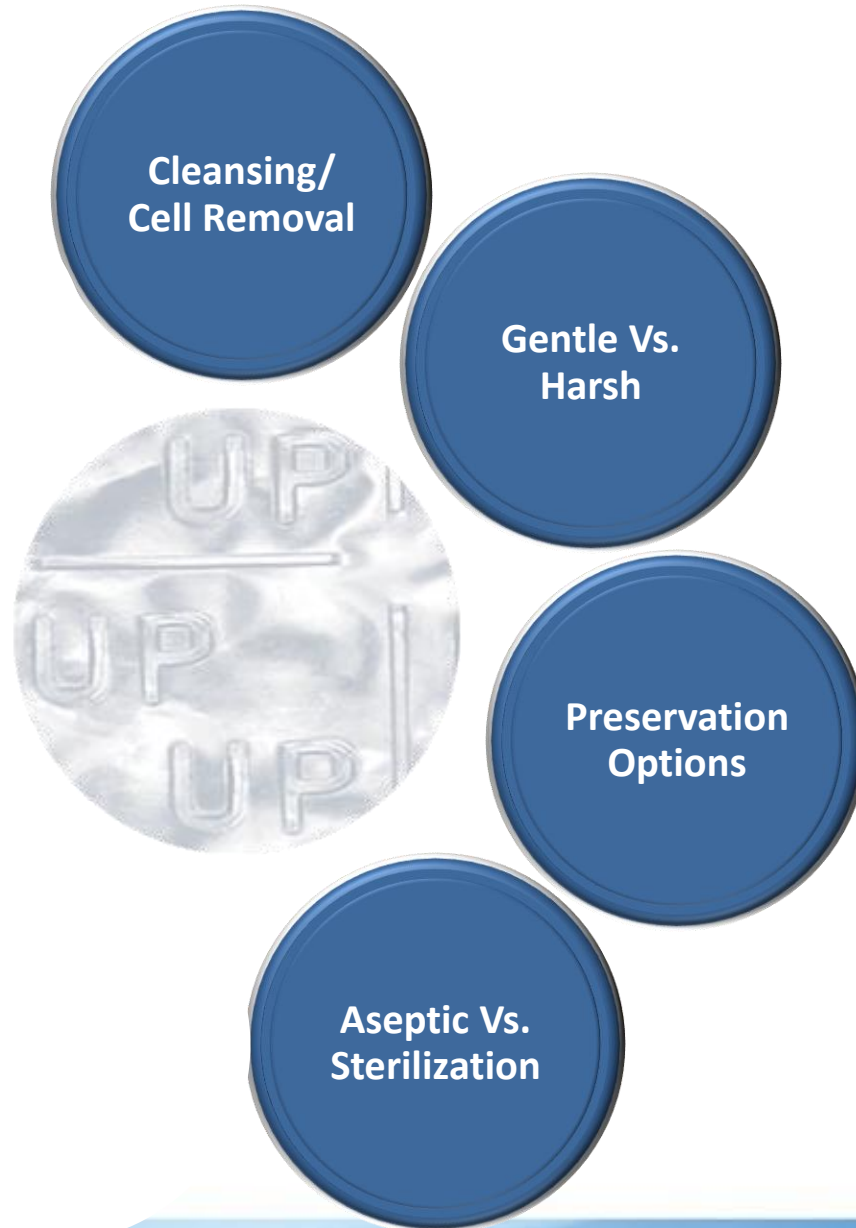 Cleansing/
Cell Removal
Gentle Vs.
Harsh
UP
UP
UP
Preservation
Options
Aseptic Vs.
Sterilization